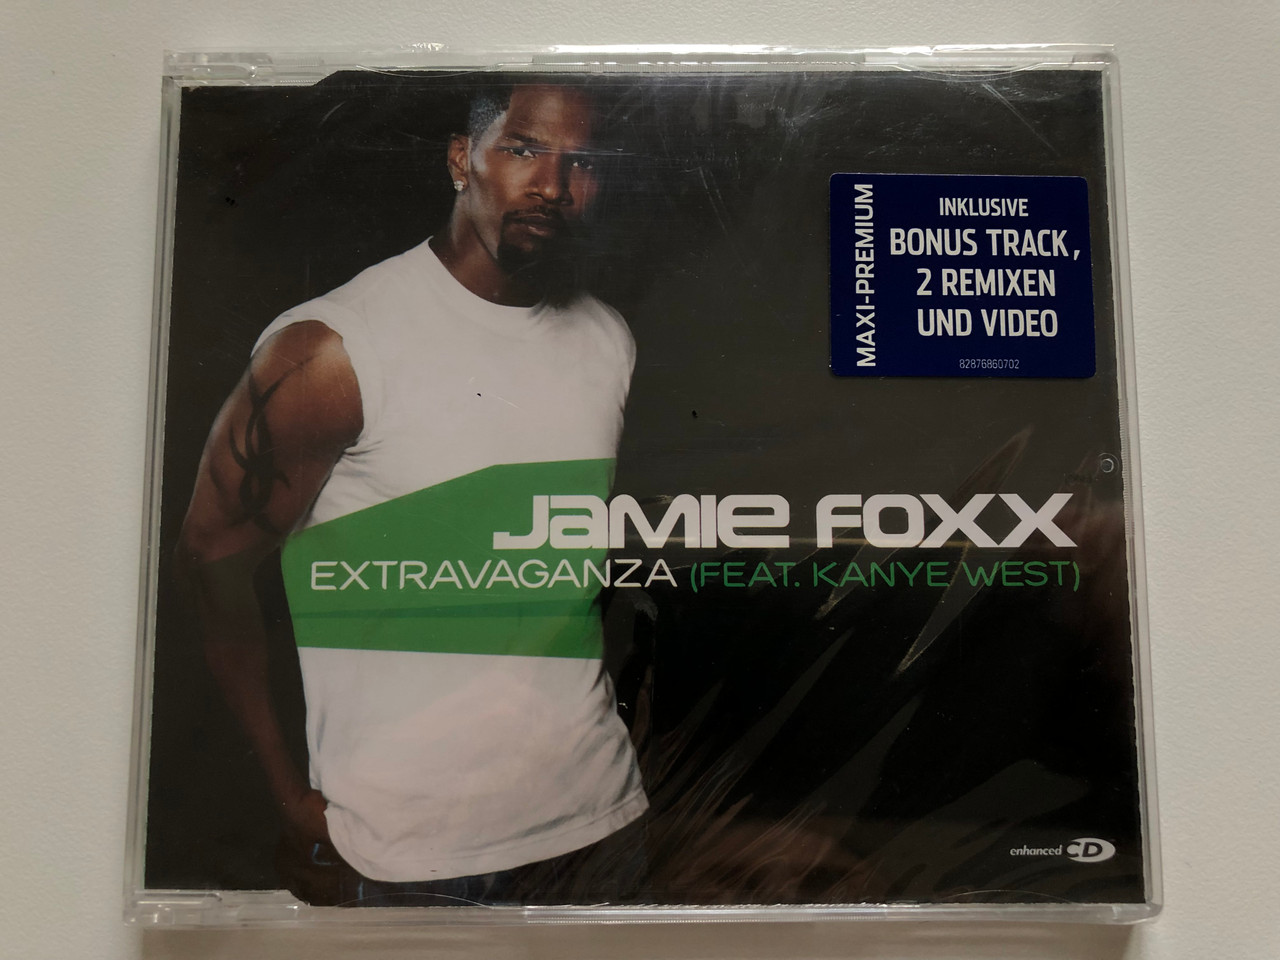 MAXI-PREMIUM
INKLUSIVE
BONUS TRACK,
2 REMIXEN
UND VIDEO
82876860702
JAMIE FOXX
EXTRAVAGANZA (FEAT. KANYE WEST)
enhanced CD